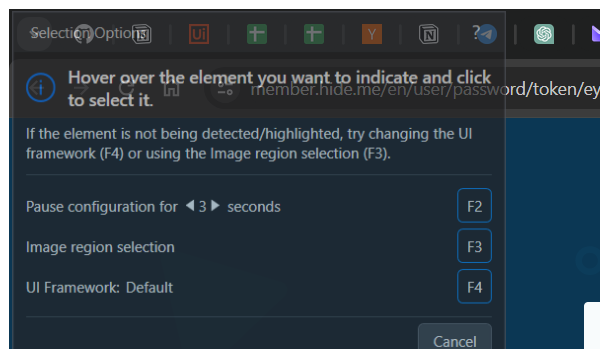 Selection Options
?
Hover over the element you want to indicate and click
to select it.
member.hide.me/en/user/password/token/ey
If the element is not being detected/highlighted, try changing the UI
framework (F4) or using the Image region selection (F3).
Pause configuration for 3 seconds
F2
Image region selection
F3
UI Framework: Default
F4
Cancel